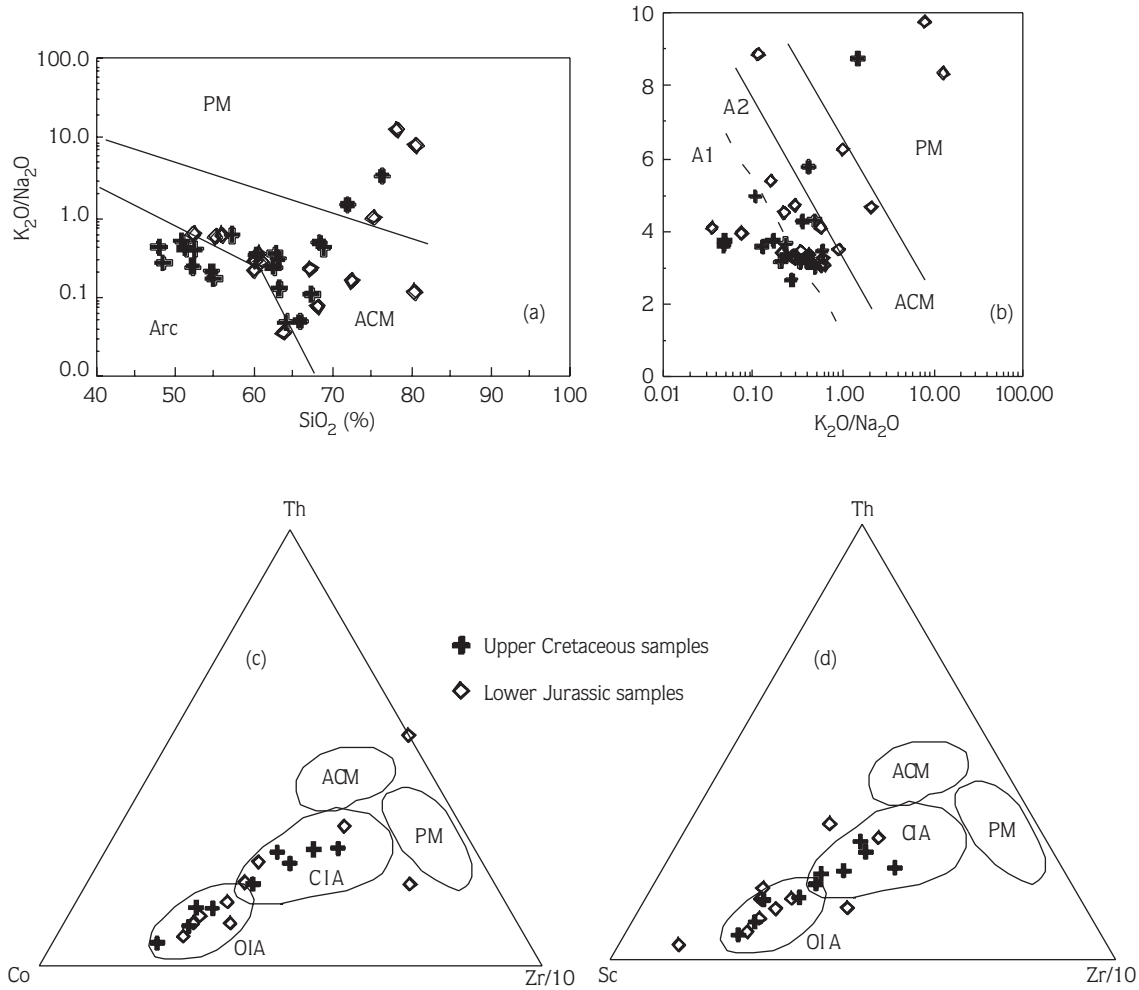 100.0
10.0
1.0
0.1
0.0
K₂O/Na₂O
PM
Arc
ACM
(a)
40 50 60 70 80 90 100
SiO₂ (%)
10
8
6
4
2
0
A2
A1
PM
ACM
(b)
0.01 0.10 1.00 10.00 100.00
K₂O/Na₂O
Th
(c)
ACM
PM
CIA
OIA
Co
Zr/10
Upper Cretaceous samples
Lower Jurassic samples
Th
(d)
ACM
PM
CIA
OIA
Sc
Zr/10